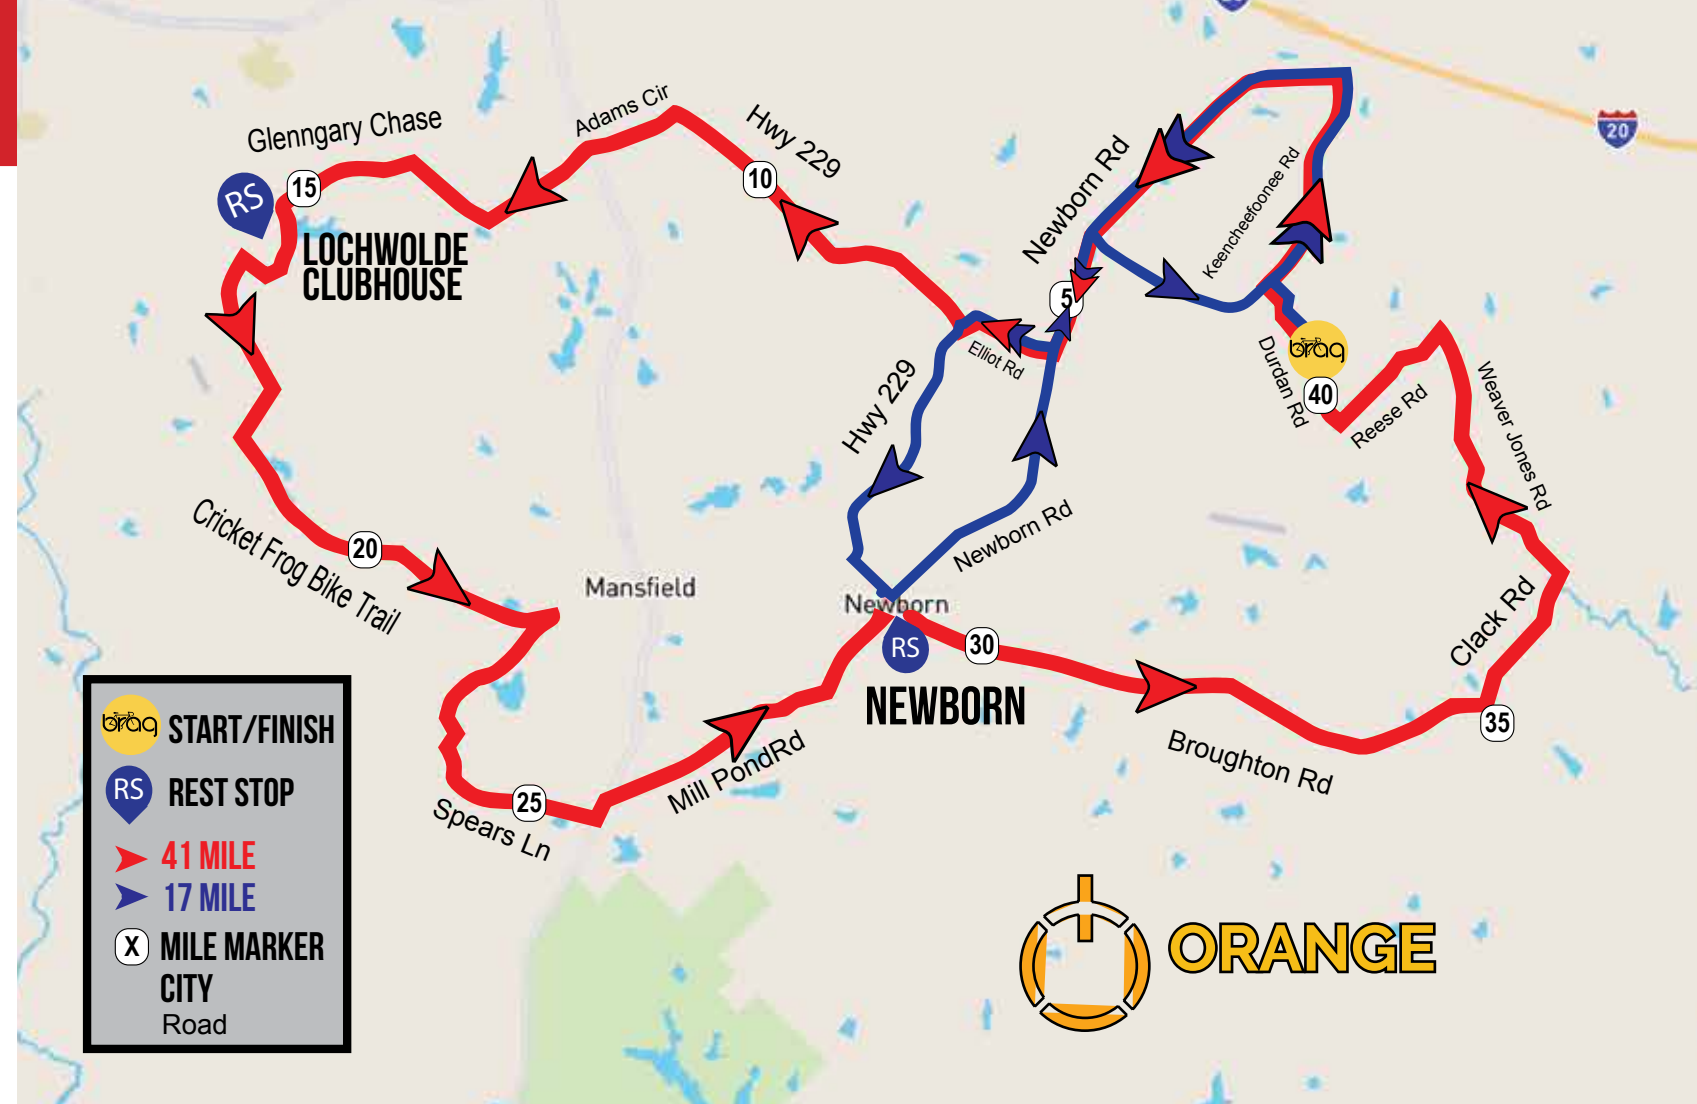 20
Adams Cir
Hwy 229
Glenngary Chase
Newborn Rd
Keencheefoonee Rd
10
15
RS
LOCHWOLDE
CLUBHOUSE
5
Elliot Rd
Hwy 229
brag
Durdan Rd
40
Reese Rd
Weaver Jones Rd
Cricket Frog Bike Trail
20
Newborn Rd
Mansfield
Newborn
RS
30
NEWBORN
Clack Rd
35
Broughton Rd
Mill PondRd
25
Spears Ln
brag
START/FINISH
RS
REST STOP
41 MILE
17 MILE
X
MILE MARKER
CITY
Road
ORANGE